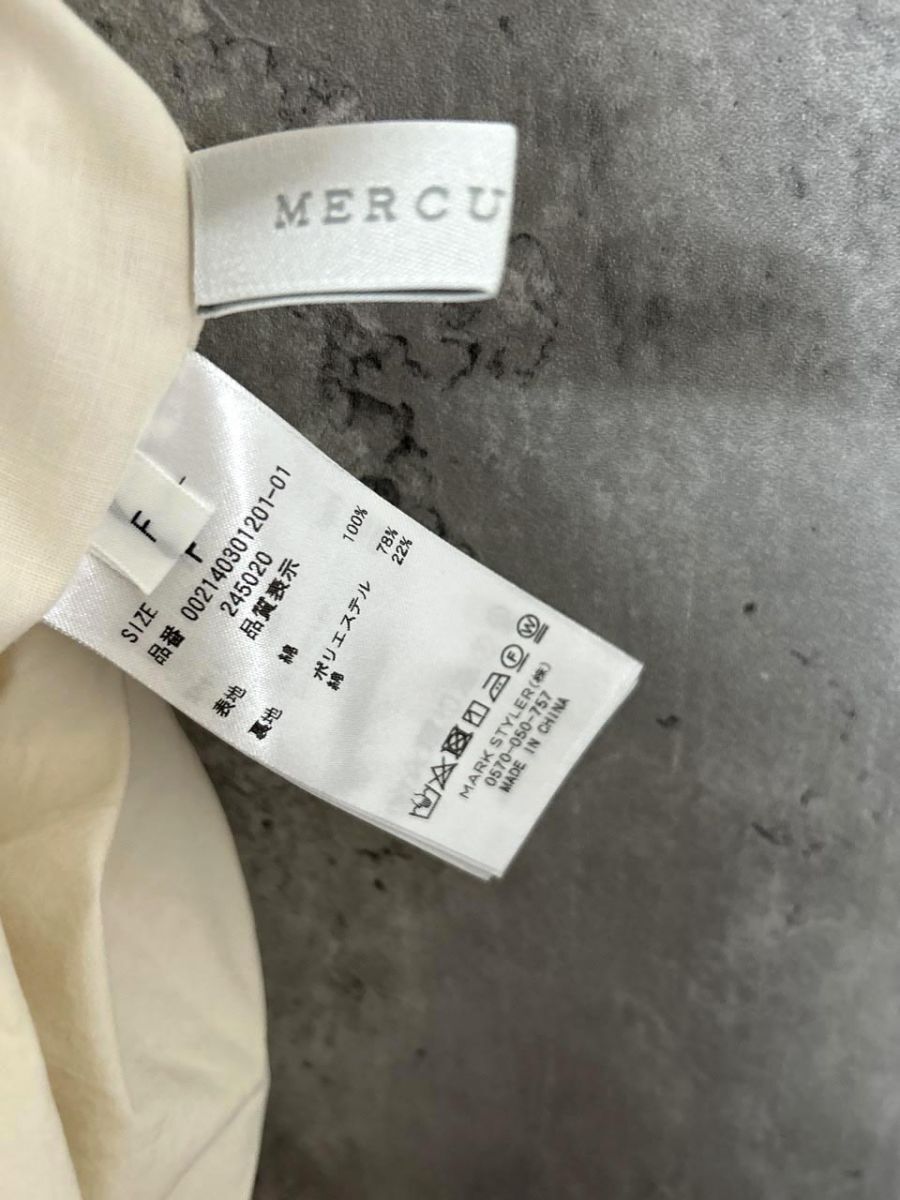 MERCU
F
SIZE F
品番 002140301201-01
245020
品質表示
表地 綿 100%
裏地 ポリエステル 78%
綿 22%
MARK STYLER(株)
0570-050-757
MADE IN CHINA